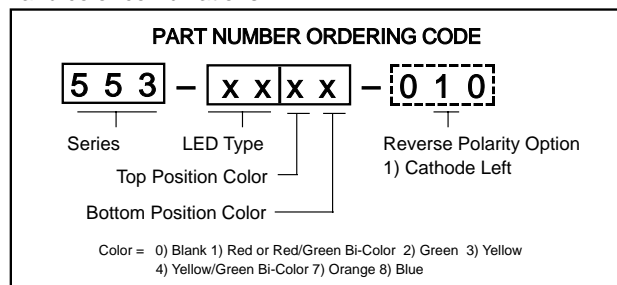 PART NUMBER ORDERING CODE
5 5 3 – x x x x – 0 1 0
Series LED Type Reverse Polarity Option
Top Position Color 1) Cathode Left
Bottom Position Color
Color = 0) Blank 1) Red or Red/Green Bi-Color 2) Green 3) Yellow
4) Yellow/Green Bi-Color 7) Orange 8) Blue